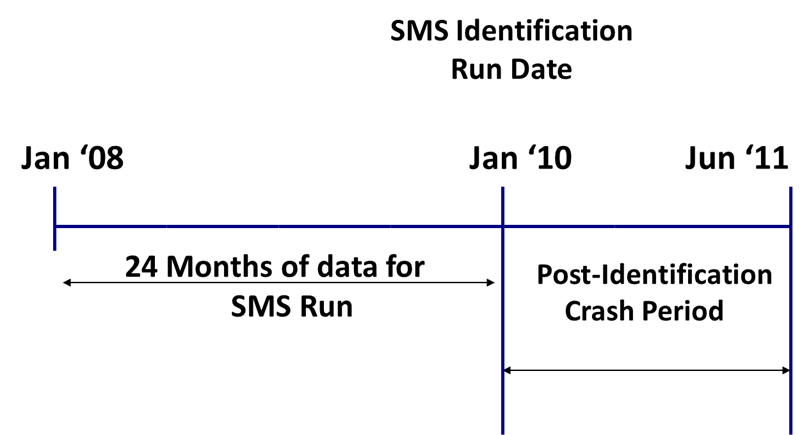 SMS Identification
Run Date
Jan ‘08
Jan ‘10
Jun ‘11
24 Months of data for
SMS Run
Post-Identification
Crash Period